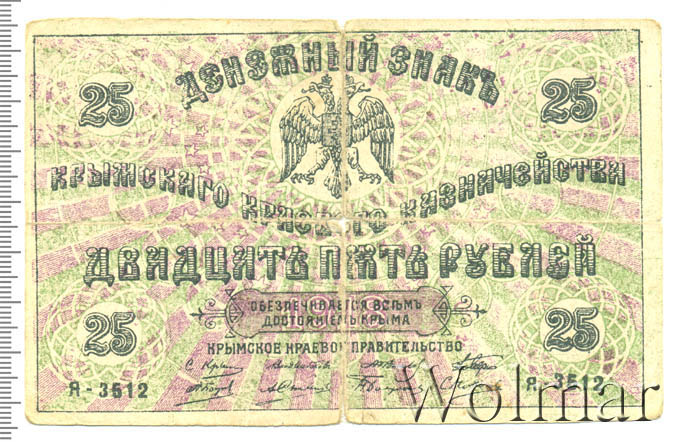 ДЕНЕЖНЫЙ ЗНАКЪ
25 25
КРЫМСКАГО КРАЕВОГО КАЗНАЧЕЙСТВА
ДВАДЦАТЬ ПЯТЬ РУБЛЕЙ
ОБЕЗПЕЧИВАЕТСЯ ВСѢМЪ
ДОСТОЯНІЕМЪ КРЫМА
25 25
КРЫМСКОЕ КРАЕВОЕ ПРАВИТЕЛЬСТВО
Я - 3512 Я - 3512
Wolmar